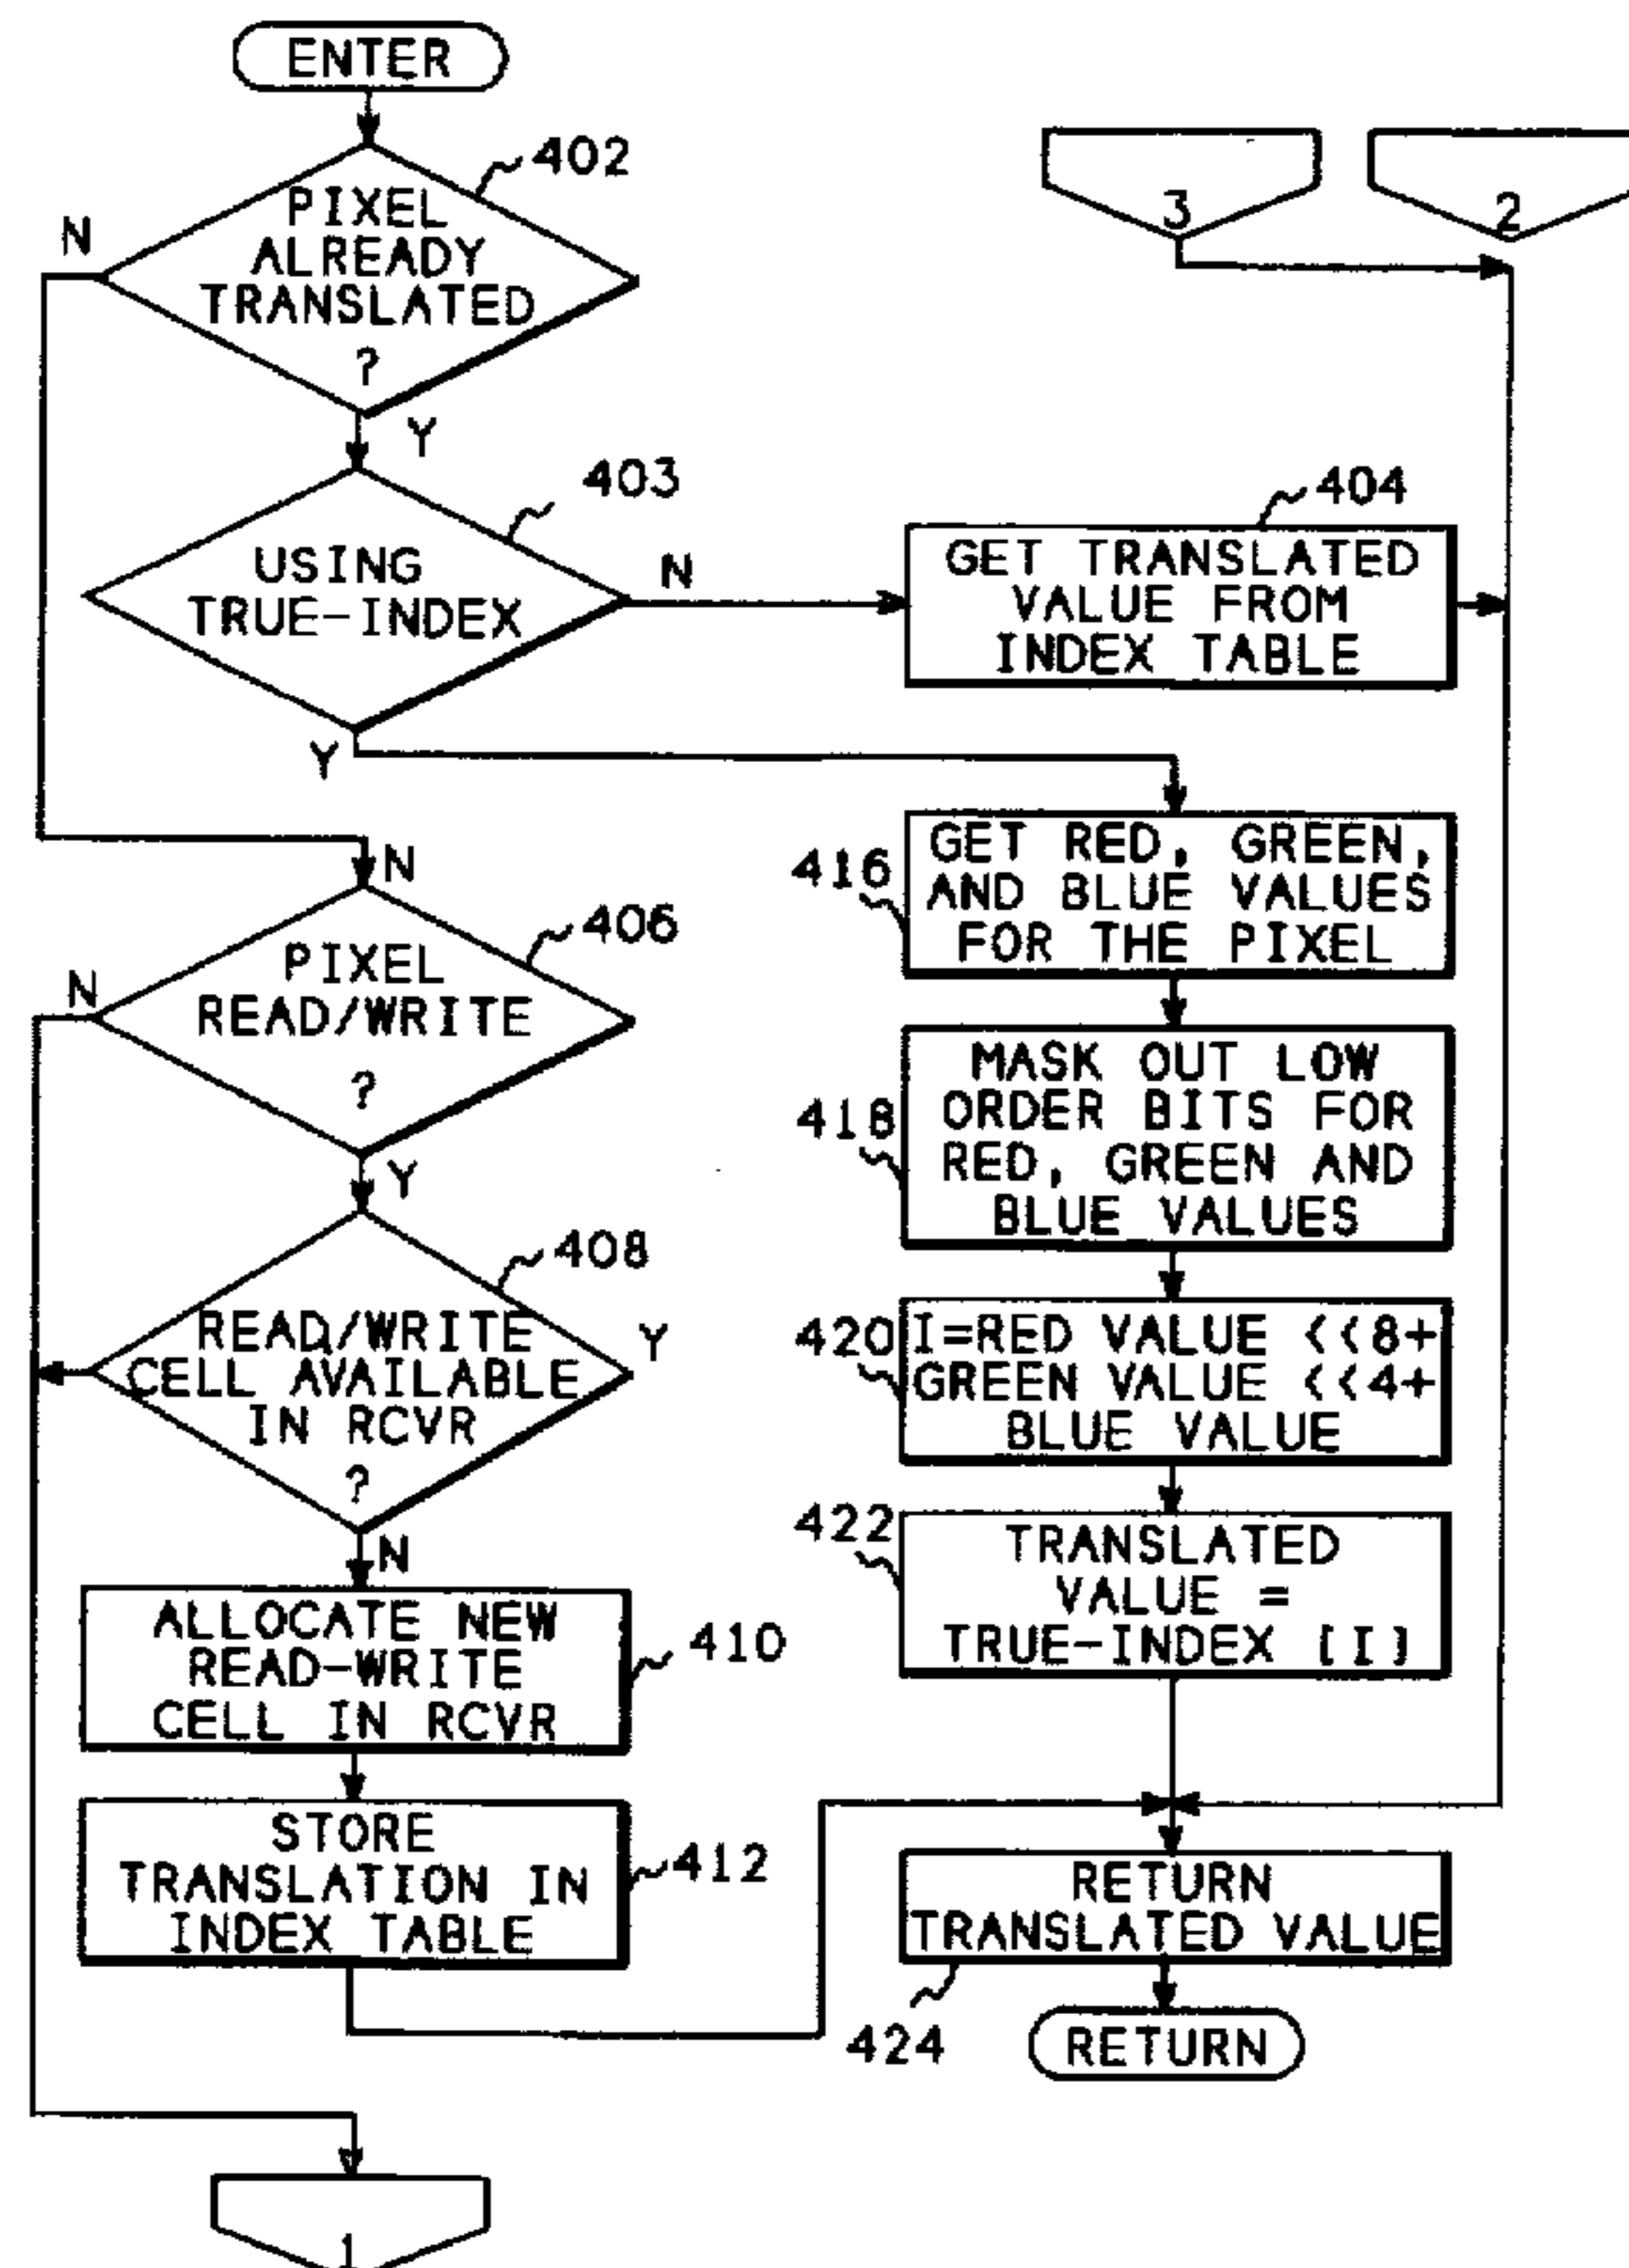 ENTER
402
PIXEL
ALREADY
TRANSLATED
?
N
Y
3
2
403
USING
TRUE-INDEX
N
Y
404
GET TRANSLATED
VALUE FROM
INDEX TABLE
N
406
PIXEL
READ/WRITE
?
N
Y
408
READ/WRITE
CELL AVAILABLE
IN RCVR
?
Y
N
ALLOCATE NEW
READ-WRITE
CELL IN RCVR
410
STORE
TRANSLATION IN
INDEX TABLE
412
1
416
GET RED, GREEN,
AND BLUE VALUES
FOR THE PIXEL
418
MASK OUT LOW
ORDER BITS FOR
RED, GREEN AND
BLUE VALUES
420
I=RED VALUE <<8+
GREEN VALUE <<4+
BLUE VALUE
422
TRANSLATED
VALUE =
TRUE-INDEX [I]
RETURN
TRANSLATED VALUE
424
RETURN